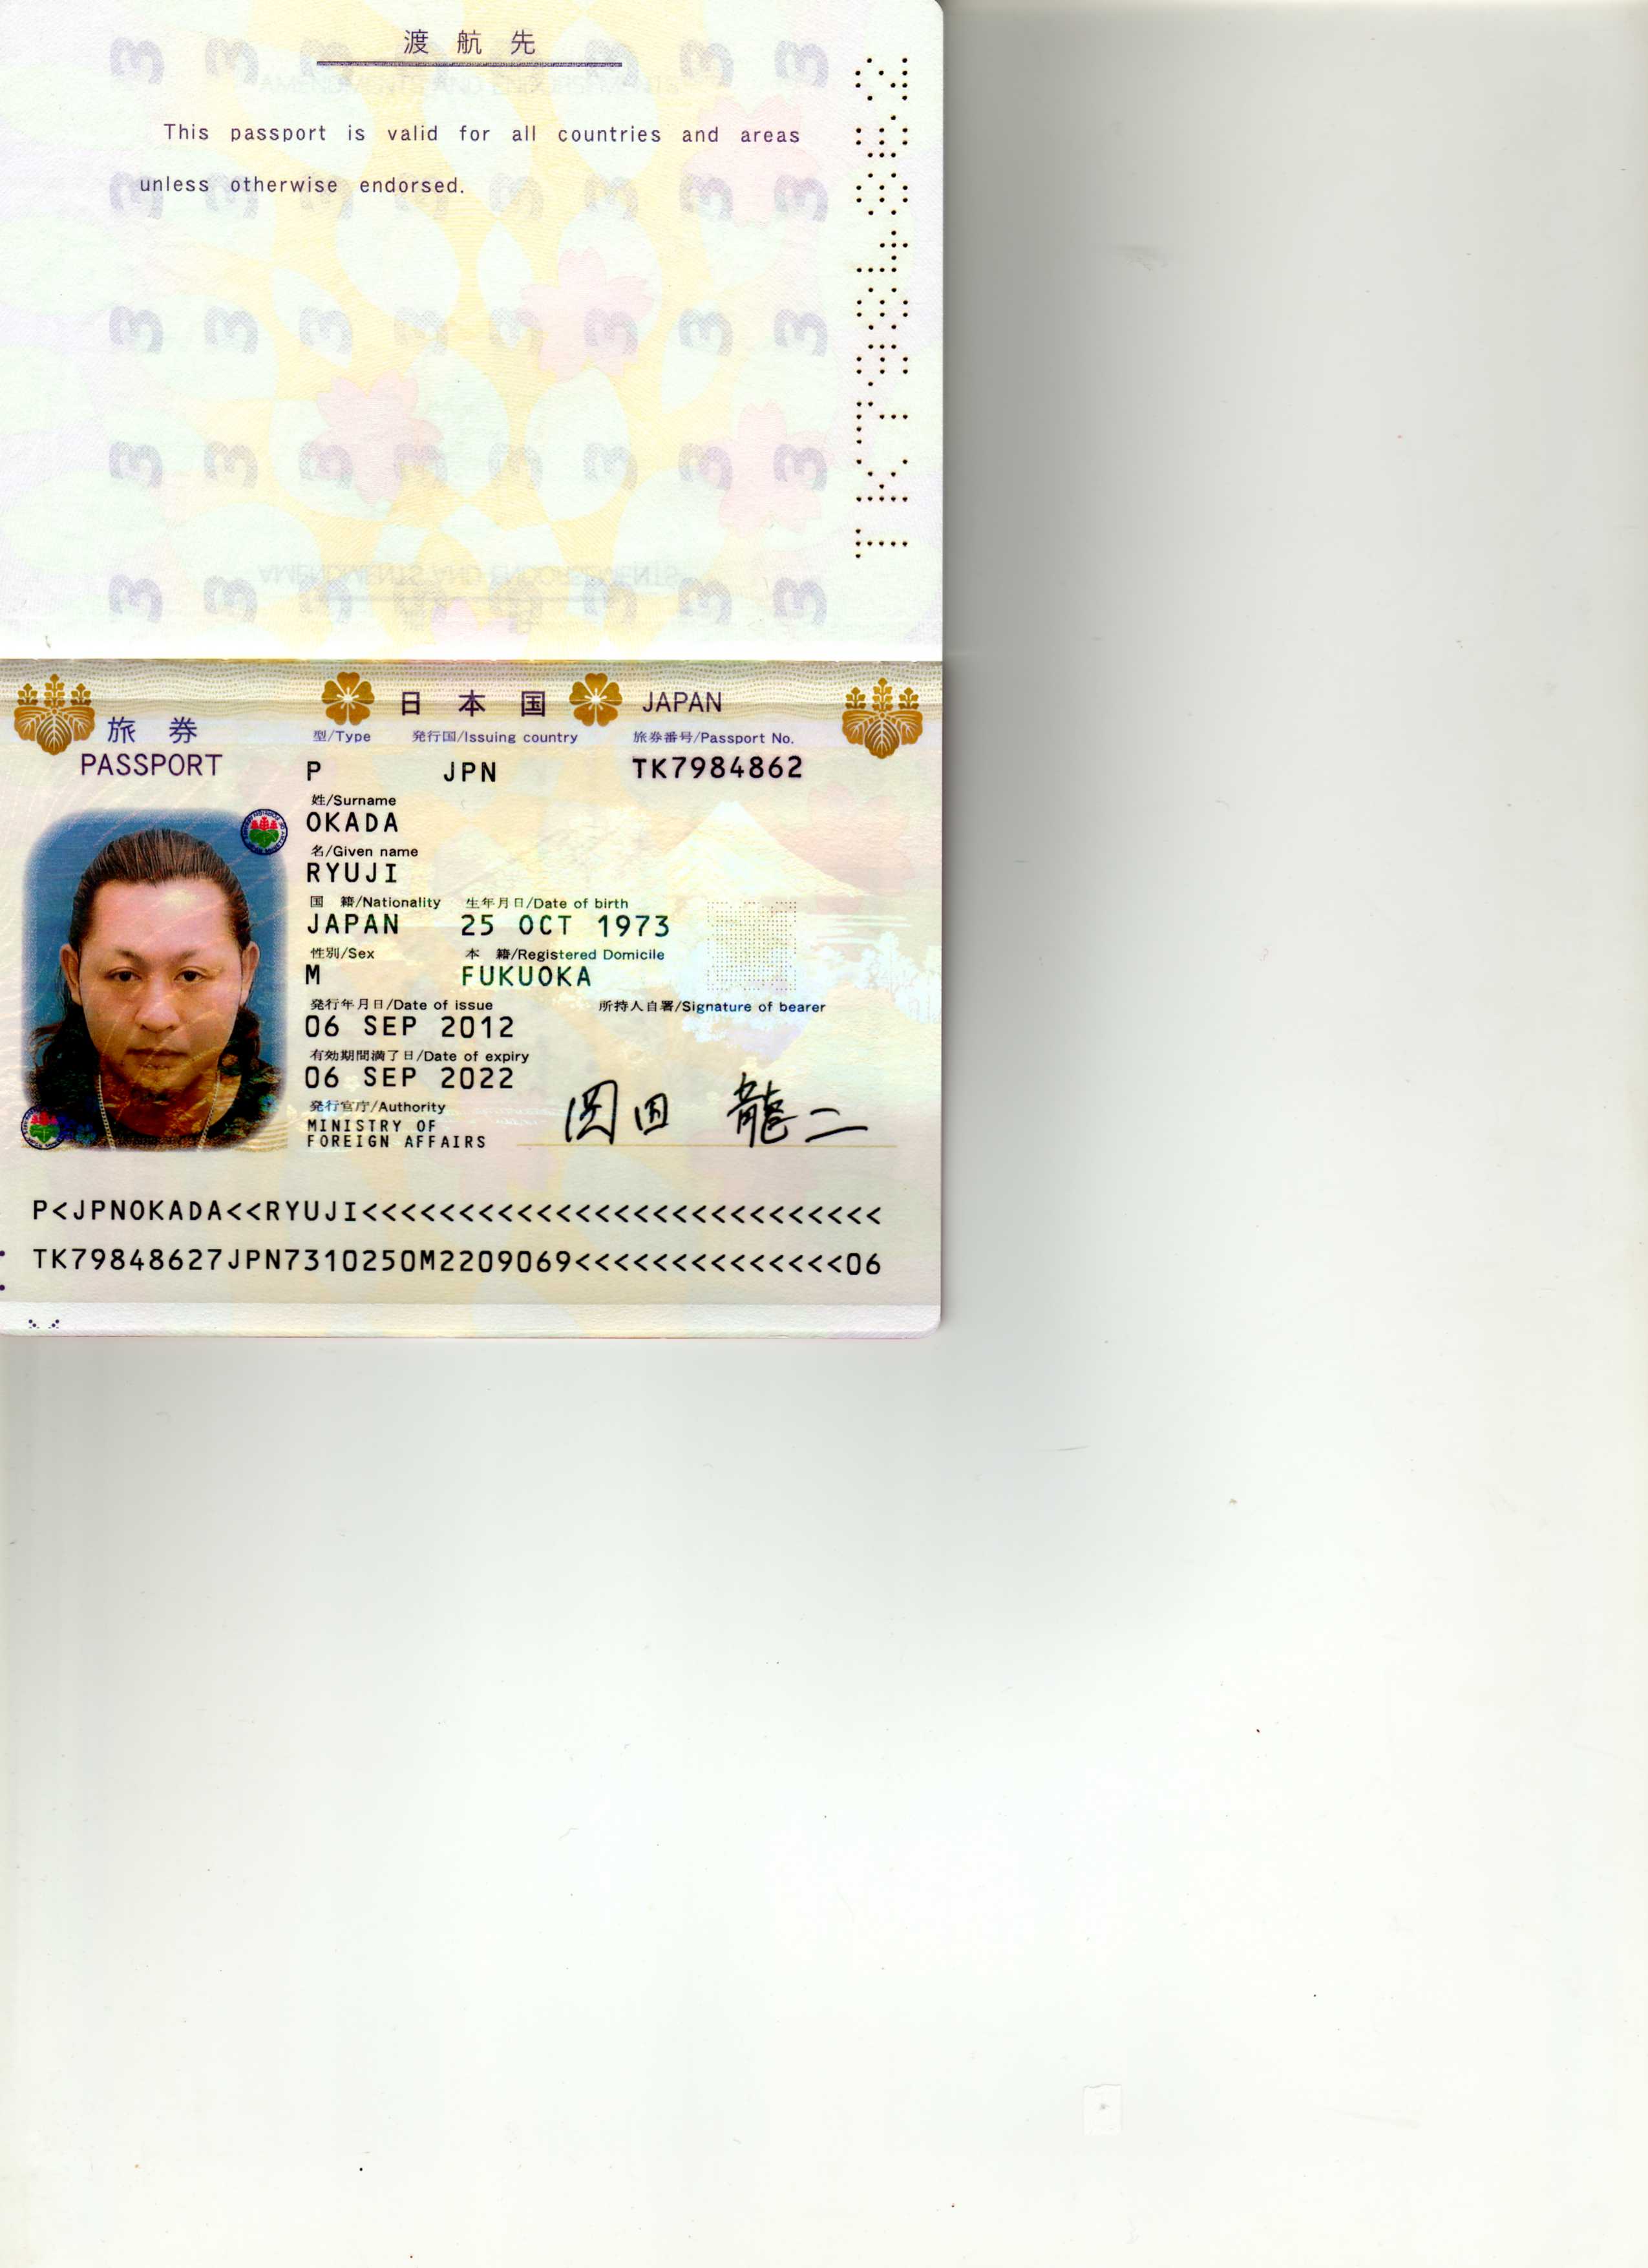 渡航先
This passport is valid for all countries and areas
unless otherwise endorsed.
TK7984862
日本国 JAPAN
旅券
PASSPORT
型/Type 発行国/Issuing country 旅券番号/Passport No.
P JPN TK7984862
姓/Surname
OKADA
名/Given name
RYUJI
国籍/Nationality 生年月日/Date of birth
JAPAN 25 OCT 1973
性別/Sex 本籍/Registered Domicile
M FUKUOKA
発行年月日/Date of issue 所持人自署/Signature of bearer
06 SEP 2012
有効期間満了日/Date of expiry
06 SEP 2022
発行官庁/Authority
MINISTRY OF
FOREIGN AFFAIRS
岡田 龍二
P<JPNOKADA<<RYUJI<<<<<<<<<<<<<<<<<<<<<<<<<<<
TK79848627JPN7310250M2209069<<<<<<<<<<<<<<06